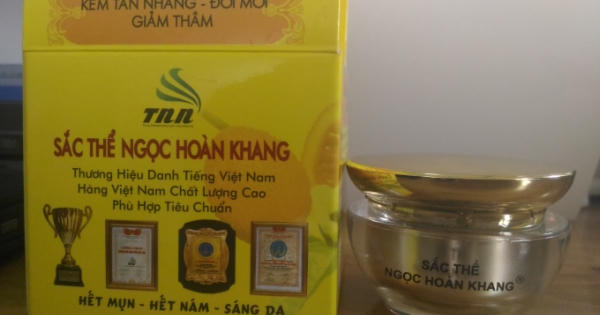 KEM TÀN NHANG - ĐỒI MỒI
GIẢM THÂM
TNN
SẮC THỂ NGỌC HOÀN KHANG
Thương Hiệu Danh Tiếng Việt Nam
Hàng Việt Nam Chất Lượng Cao
Phù Hợp Tiêu Chuẩn
HẾT MỤN - HẾT NÁM - SÁNG DA
SẮC THỂ
NGỌC HOÀN KHANG®